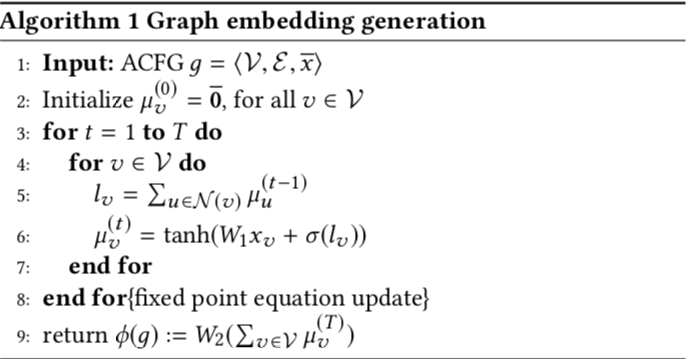 Algorithm 1 Graph embedding generation
1: Input: ACFG g = ⟨𝒱, ℰ, x̅⟩
2: Initialize μ_v^{(0)} = 0̅, for all v ∈ 𝒱
3: for t = 1 to T do
4: for v ∈ 𝒱 do
5: l_v = ∑_{u∈𝒩(v)} μ_u^{(t−1)}
6: μ_v^{(t)} = tanh(W_1 x_v + σ(l_v))
7: end for
8: end for{fixed point equation update}
9: return ϕ(g) := W_2(∑_{v∈𝒱} μ_v^{(T)})